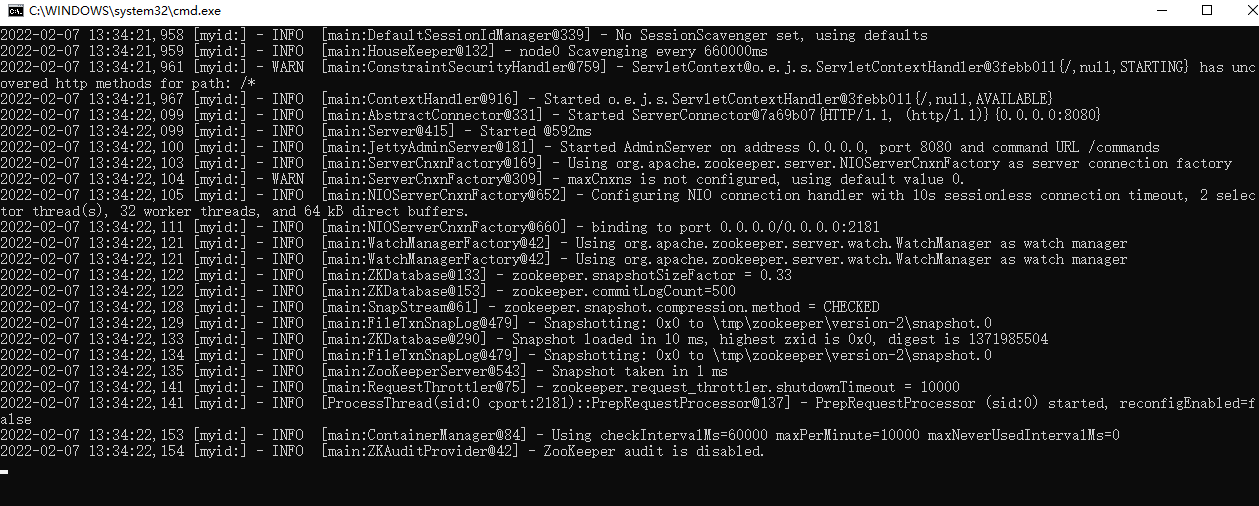 C:\WINDOWS\system32\cmd.exe
2022-02-07 13:34:21,958 [myid:] - INFO  [main:DefaultSessionIdManager@339] - No SessionScavenger set, using defaults
2022-02-07 13:34:21,959 [myid:] - INFO  [main:HouseKeeper@132] - node0 Scavenging every 660000ms
2022-02-07 13:34:21,961 [myid:] - WARN  [main:ConstraintSecurityHandler@759] - ServletContext@o.e.j.s.ServletContextHandler@3febb011{/,null,STARTING} has unc
overed http methods for path: /*
2022-02-07 13:34:21,967 [myid:] - INFO  [main:ContextHandler@916] - Started o.e.j.s.ServletContextHandler@3febb011{/,null,AVAILABLE}
2022-02-07 13:34:22,099 [myid:] - INFO  [main:AbstractConnector@331] - Started ServerConnector@7a69b07{HTTP/1.1, (http/1.1)}{0.0.0.0:8080}
2022-02-07 13:34:22,099 [myid:] - INFO  [main:Server@415] - Started @592ms
2022-02-07 13:34:22,100 [myid:] - INFO  [main:JettyAdminServer@181] - Started AdminServer on address 0.0.0.0, port 8080 and command URL /commands
2022-02-07 13:34:22,103 [myid:] - INFO  [main:ServerCnxnFactory@169] - Using org.apache.zookeeper.server.NIOServerCnxnFactory as server connection factory
2022-02-07 13:34:22,104 [myid:] - WARN  [main:ServerCnxnFactory@309] - maxCnxns is not configured, using default value 0.
2022-02-07 13:34:22,105 [myid:] - INFO  [main:NIOServerCnxnFactory@652] - Configuring NIO connection handler with 10s sessionless connection timeout, 2 selec
tor thread(s), 32 worker threads, and 64 kB direct buffers.
2022-02-07 13:34:22,111 [myid:] - INFO  [main:NIOServerCnxnFactory@660] - binding to port 0.0.0.0/0.0.0.0:2181
2022-02-07 13:34:22,121 [myid:] - INFO  [main:WatchManagerFactory@42] - Using org.apache.zookeeper.server.watch.WatchManager as watch manager
2022-02-07 13:34:22,121 [myid:] - INFO  [main:WatchManagerFactory@42] - Using org.apache.zookeeper.server.watch.WatchManager as watch manager
2022-02-07 13:34:22,122 [myid:] - INFO  [main:ZKDatabase@133] - zookeeper.snapshotSizeFactor = 0.33
2022-02-07 13:34:22,122 [myid:] - INFO  [main:ZKDatabase@153] - zookeeper.commitLogCount=500
2022-02-07 13:34:22,128 [myid:] - INFO  [main:SnapStream@61] - zookeeper.snapshot.compression.method = CHECKED
2022-02-07 13:34:22,129 [myid:] - INFO  [main:FileTxnSnapLog@479] - Snapshotting: 0x0 to \tmp\zookeeper\version-2\snapshot.0
2022-02-07 13:34:22,133 [myid:] - INFO  [main:ZKDatabase@290] - Snapshot loaded in 10 ms, highest zxid is 0x0, digest is 1371985504
2022-02-07 13:34:22,134 [myid:] - INFO  [main:FileTxnSnapLog@479] - Snapshotting: 0x0 to \tmp\zookeeper\version-2\snapshot.0
2022-02-07 13:34:22,135 [myid:] - INFO  [main:ZooKeeperServer@543] - Snapshot taken in 1 ms
2022-02-07 13:34:22,141 [myid:] - INFO  [main:RequestThrottler@75] - zookeeper.request_throttler.shutdownTimeout = 10000
2022-02-07 13:34:22,141 [myid:] - INFO  [ProcessThread(sid:0 cport:2181)::PrepRequestProcessor@137] - PrepRequestProcessor (sid:0) started, reconfigEnabled=f
alse
2022-02-07 13:34:22,153 [myid:] - INFO  [main:ContainerManager@84] - Using checkIntervalMs=60000 maxPerMinute=10000 maxNeverUsedIntervalMs=0
2022-02-07 13:34:22,154 [myid:] - INFO  [main:ZKAuditProvider@42] - ZooKeeper audit is disabled.